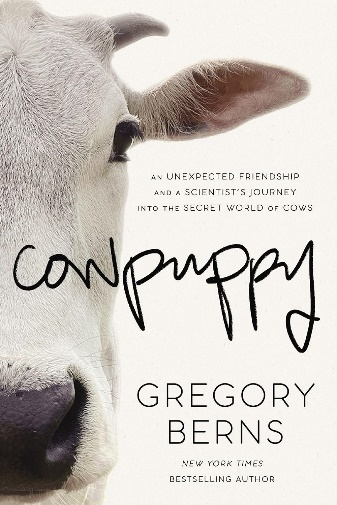 AN UNEXPECTED FRIENDSHIP
AND A SCIENTIST'S JOURNEY
INTO THE SECRET WORLD OF COWS
cowpuppy
GREGORY
BERNS
NEW YORK TIMES
BESTSELLING AUTHOR